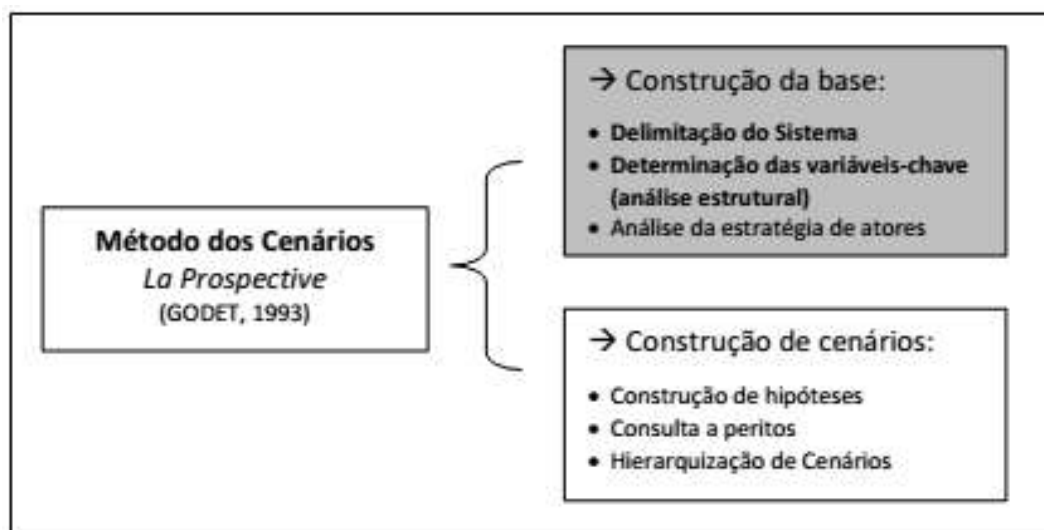 Método dos Cenários
La Prospective
(GODET, 1993)
→ Construção da base:
• Delimitação do Sistema
• Determinação das variáveis-chave
(análise estrutural)
• Análise da estratégia de atores
→ Construção de cenários:
• Construção de hipóteses
• Consulta a peritos
• Hierarquização de Cenários